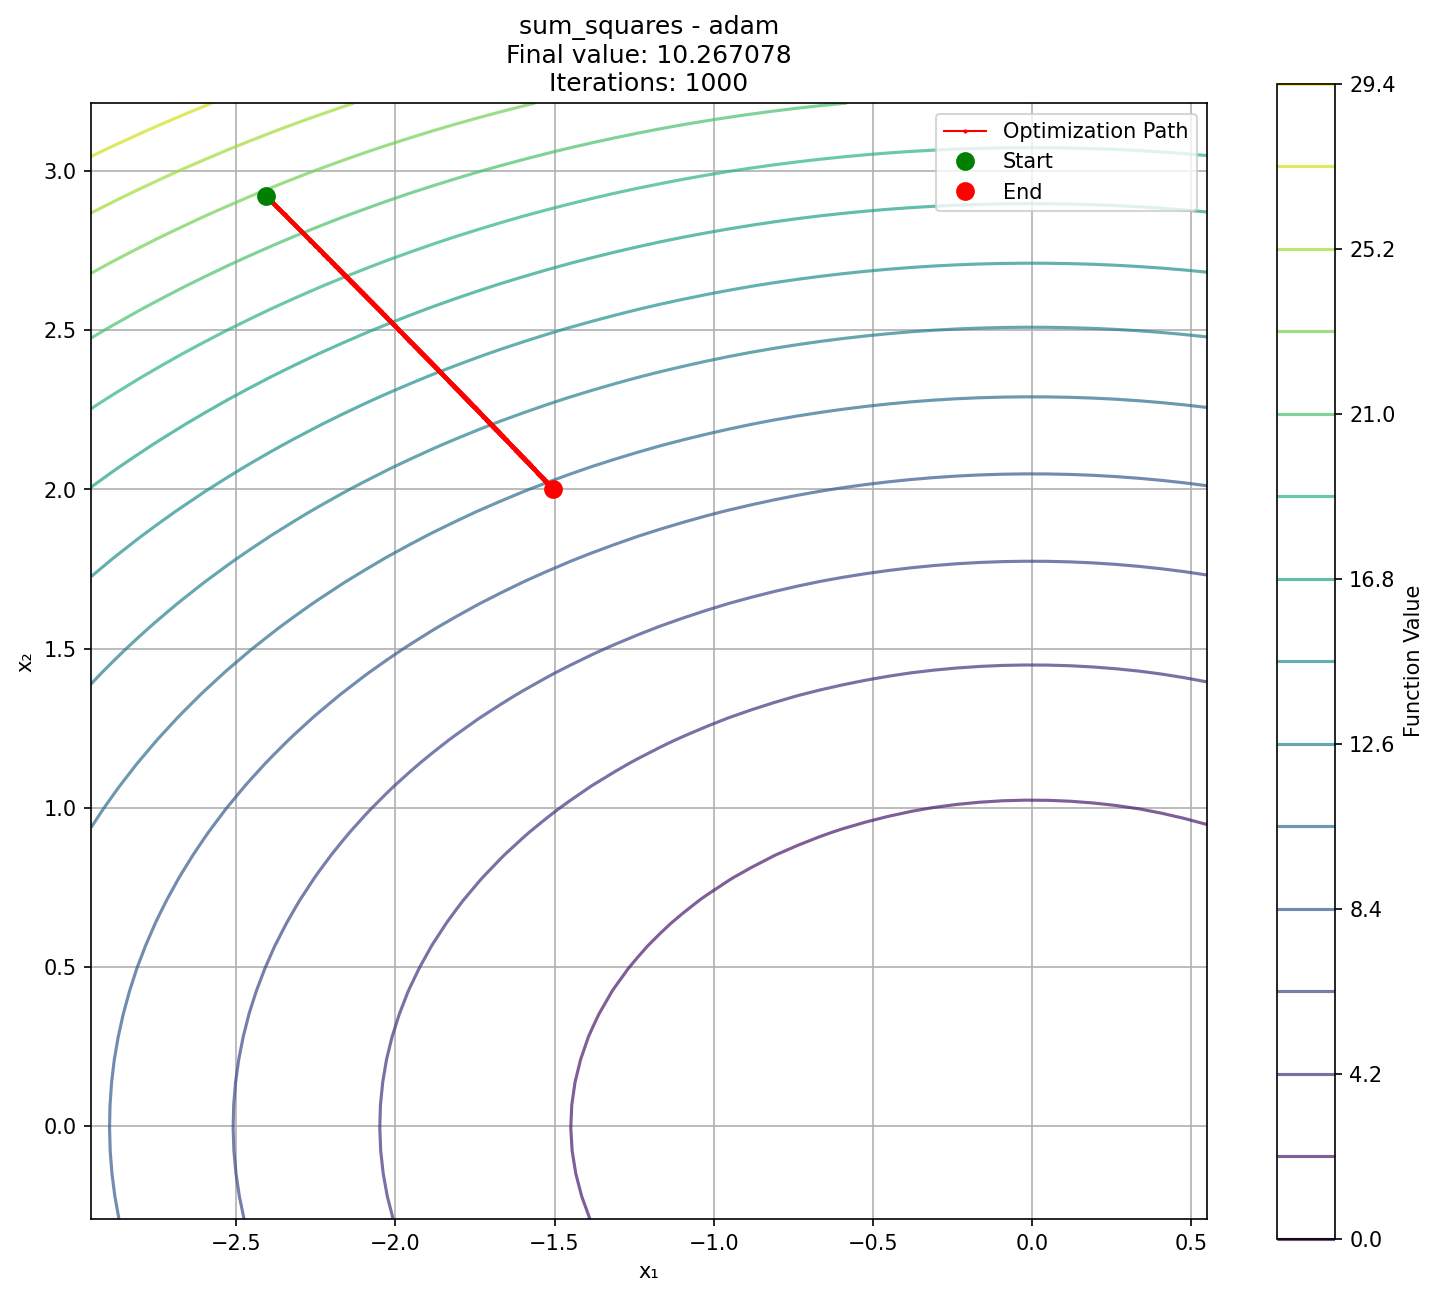 sum_squares - adam
Final value: 10.267078
Iterations: 1000
Optimization Path
Start
End
3.0
2.5
2.0
1.5
1.0
0.5
0.0
x₂
−2.5
−2.0
−1.5
−1.0
−0.5
0.0
0.5
x₁
29.4
25.2
21.0
16.8
12.6
8.4
4.2
0.0
Function Value